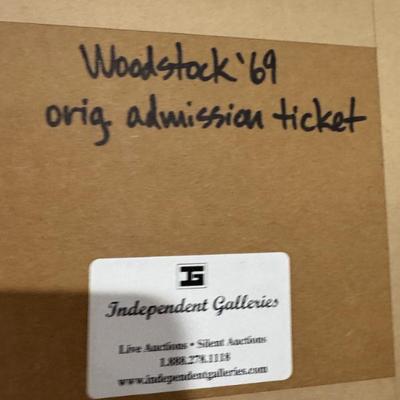 Woodstock '69
orig. admission ticket
IG
Independent Galleries
Live Auctions • Silent Auctions
1.888.278.1118
www.independentgalleries.com